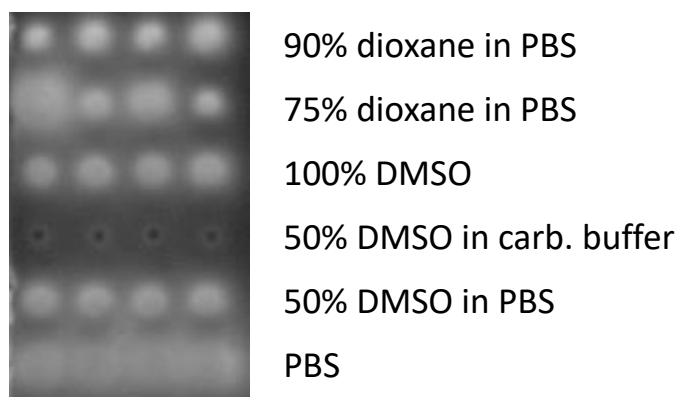 90% dioxane in PBS
75% dioxane in PBS
100% DMSO
50% DMSO in carb. buffer
50% DMSO in PBS
PBS